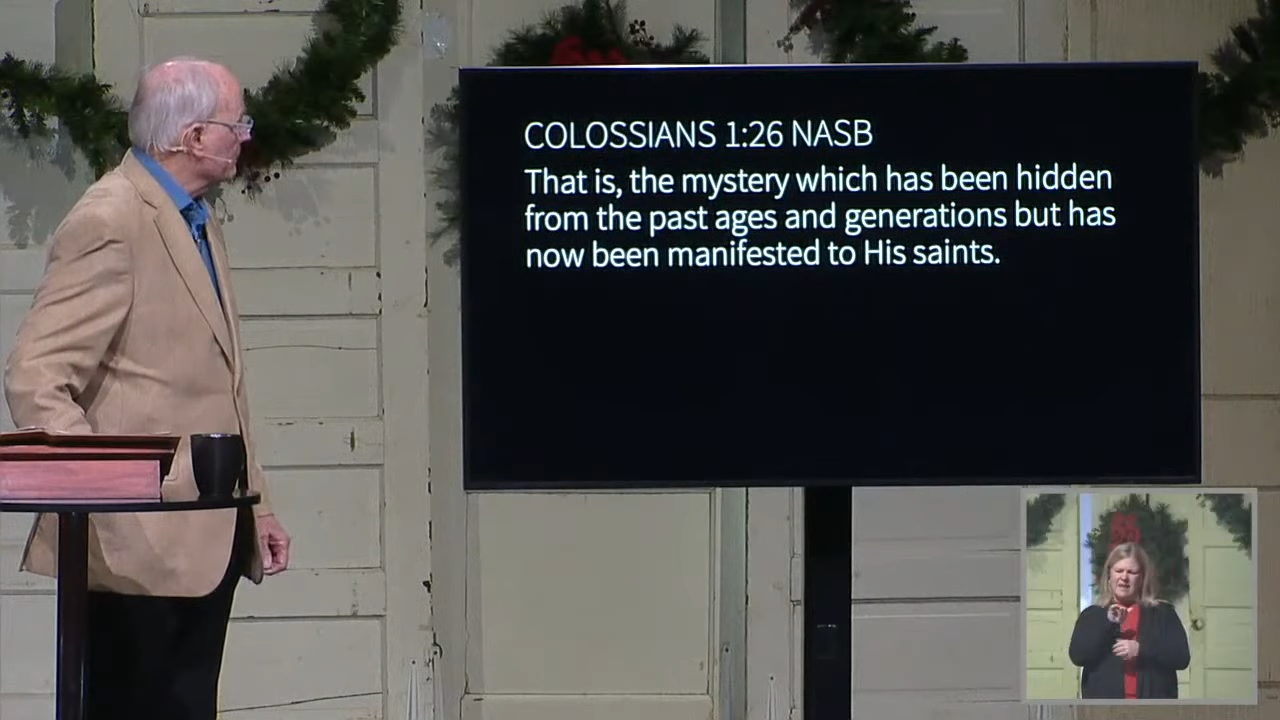 COLOSSIANS 1:26 NASB
That is, the mystery which has been hidden
from the past ages and generations but has
now been manifested to His saints.